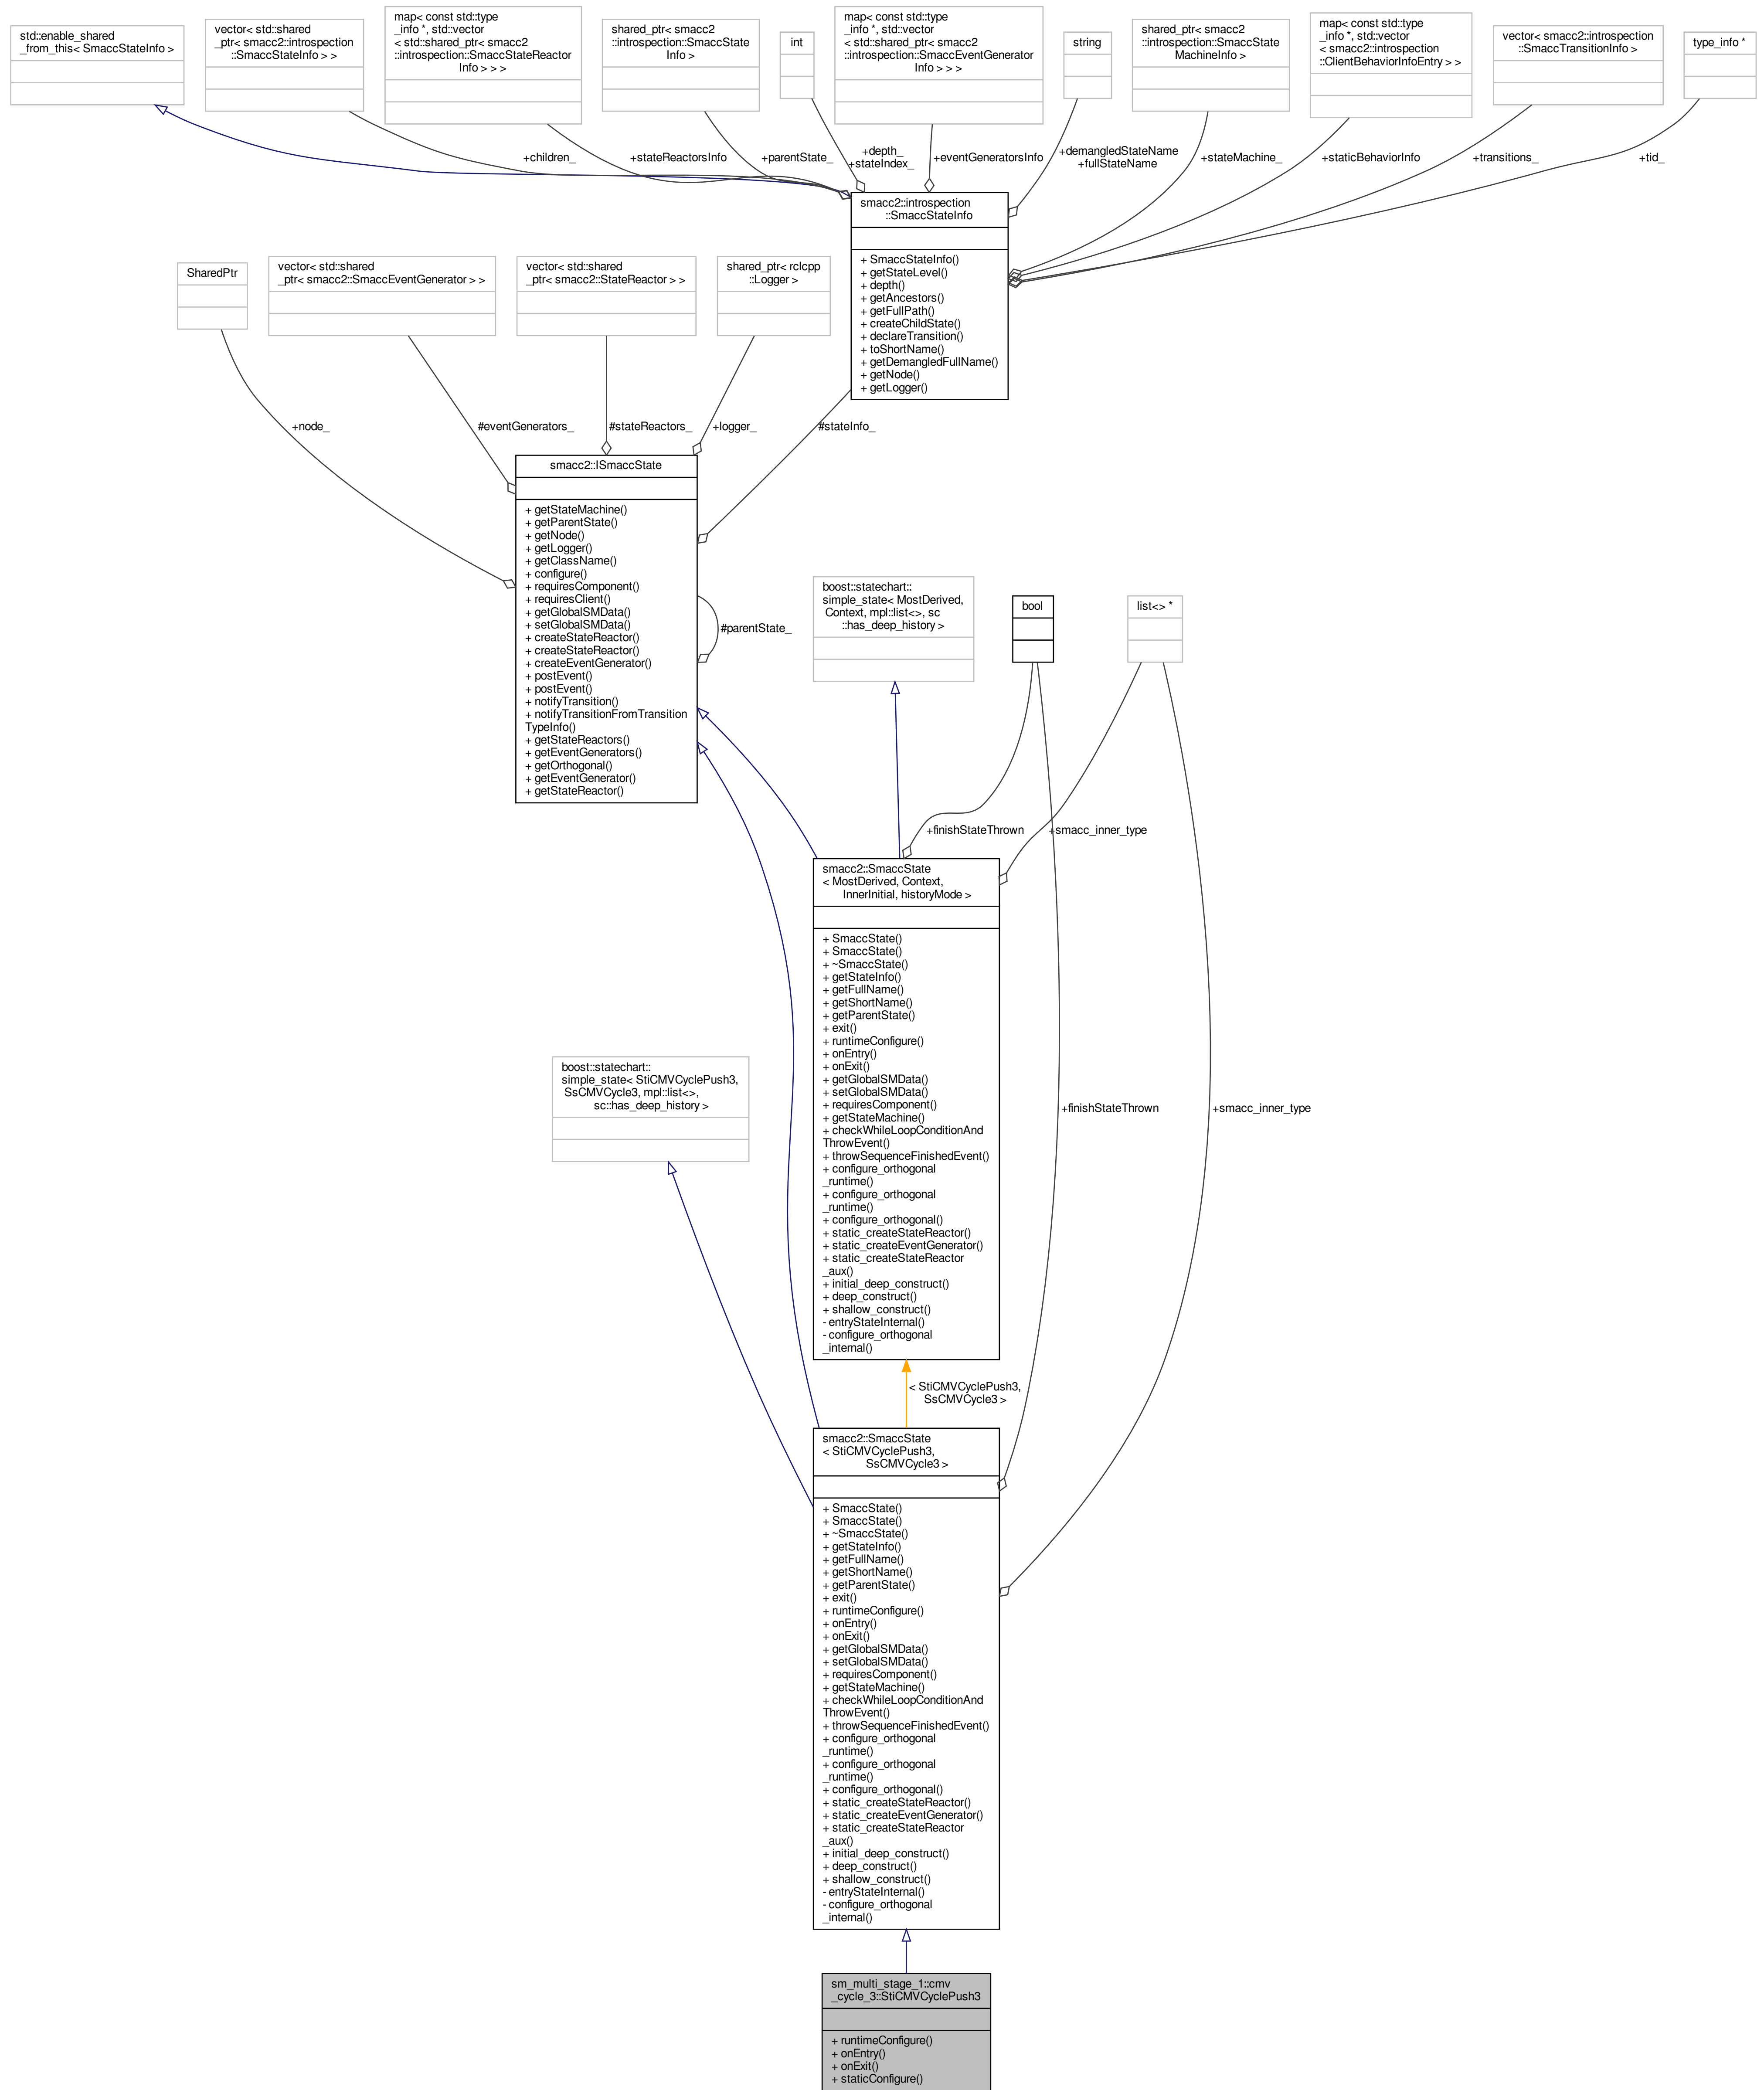 std::enable_shared
_from_this< SmaccStateInfo >
vector< std::shared
_ptr< smacc2::introspection
::SmaccStateInfo > >
map< const std::type
_info *, std::vector
< std::shared_ptr< smacc2
::introspection::SmaccStateReactor
Info > > >
shared_ptr< smacc2
::introspection::SmaccState
Info >
int
map< const std::type
_info *, std::vector
< std::shared_ptr< smacc2
::introspection::SmaccEventGenerator
Info > > >
string
shared_ptr< smacc2
::introspection::SmaccState
MachineInfo >
map< const std::type
_info *, std::vector
< smacc2::introspection
::ClientBehaviorInfoEntry > >
vector< smacc2::introspection
::SmaccTransitionInfo >
type_info *
+children_
+stateReactorsInfo
+parentState_
+depth_
+stateIndex_
+eventGeneratorsInfo
+demangledStateName
+fullStateName
+stateMachine_
+staticBehaviorInfo
+transitions_
+tid_
smacc2::introspection
::SmaccStateInfo
+ SmaccStateInfo()
+ getStateLevel()
+ depth()
+ getAncestors()
+ getFullPath()
+ createChildState()
+ declareTransition()
+ toShortName()
+ getDemangledFullName()
+ getNode()
+ getLogger()
SharedPtr
vector< std::shared
_ptr< smacc2::SmaccEventGenerator > >
vector< std::shared
_ptr< smacc2::StateReactor > >
shared_ptr< rclcpp
::Logger >
+node_
#eventGenerators_
#stateReactors_
+logger_
#stateInfo_
smacc2::ISmaccState
+ getStateMachine()
+ getParentState()
+ getNode()
+ getLogger()
+ getClassName()
+ configure()
+ requiresComponent()
+ requiresClient()
+ getGlobalSMData()
+ setGlobalSMData()
+ createStateReactor()
+ createStateReactor()
+ createEventGenerator()
+ postEvent()
+ postEvent()
+ notifyTransition()
+ notifyTransitionFromTransition
TypeInfo()
+ getStateReactors()
+ getEventGenerators()
+ getOrthogonal()
+ getEventGenerator()
+ getStateReactor()
#parentState_
boost::statechart::
simple_state< MostDerived,
Context, mpl::list<>, sc
::has_deep_history >
bool
list<> *
+finishStateThrown
+smacc_inner_type
smacc2::SmaccState
< MostDerived, Context,
InnerInitial, historyMode >
+ SmaccState()
+ SmaccState()
+ ~SmaccState()
+ getStateInfo()
+ getFullName()
+ getShortName()
+ getParentState()
+ exit()
+ runtimeConfigure()
+ onEntry()
+ onExit()
+ getGlobalSMData()
+ setGlobalSMData()
+ requiresComponent()
+ getStateMachine()
+ checkWhileLoopConditionAnd
ThrowEvent()
+ throwSequenceFinishedEvent()
+ configure_orthogonal
_runtime()
+ configure_orthogonal
_runtime()
+ configure_orthogonal()
+ static_createStateReactor()
+ static_createEventGenerator()
+ static_createStateReactor
_aux()
+ initial_deep_construct()
+ deep_construct()
+ shallow_construct()
- entryStateInternal()
- configure_orthogonal
_internal()
boost::statechart::
simple_state< StiCMVCyclePush3,
SsCMVCycle3, mpl::list<>,
sc::has_deep_history >
+finishStateThrown
+smacc_inner_type
< StiCMVCyclePush3,
SsCMVCycle3 >
smacc2::SmaccState
< StiCMVCyclePush3,
SsCMVCycle3 >
+ SmaccState()
+ SmaccState()
+ ~SmaccState()
+ getStateInfo()
+ getFullName()
+ getShortName()
+ getParentState()
+ exit()
+ runtimeConfigure()
+ onEntry()
+ onExit()
+ getGlobalSMData()
+ setGlobalSMData()
+ requiresComponent()
+ getStateMachine()
+ checkWhileLoopConditionAnd
ThrowEvent()
+ throwSequenceFinishedEvent()
+ configure_orthogonal
_runtime()
+ configure_orthogonal
_runtime()
+ configure_orthogonal()
+ static_createStateReactor()
+ static_createEventGenerator()
+ static_createStateReactor
_aux()
+ initial_deep_construct()
+ deep_construct()
+ shallow_construct()
- entryStateInternal()
- configure_orthogonal
_internal()
sm_multi_stage_1::cmv
_cycle_3::StiCMVCyclePush3
+ runtimeConfigure()
+ onEntry()
+ onExit()
+ staticConfigure()